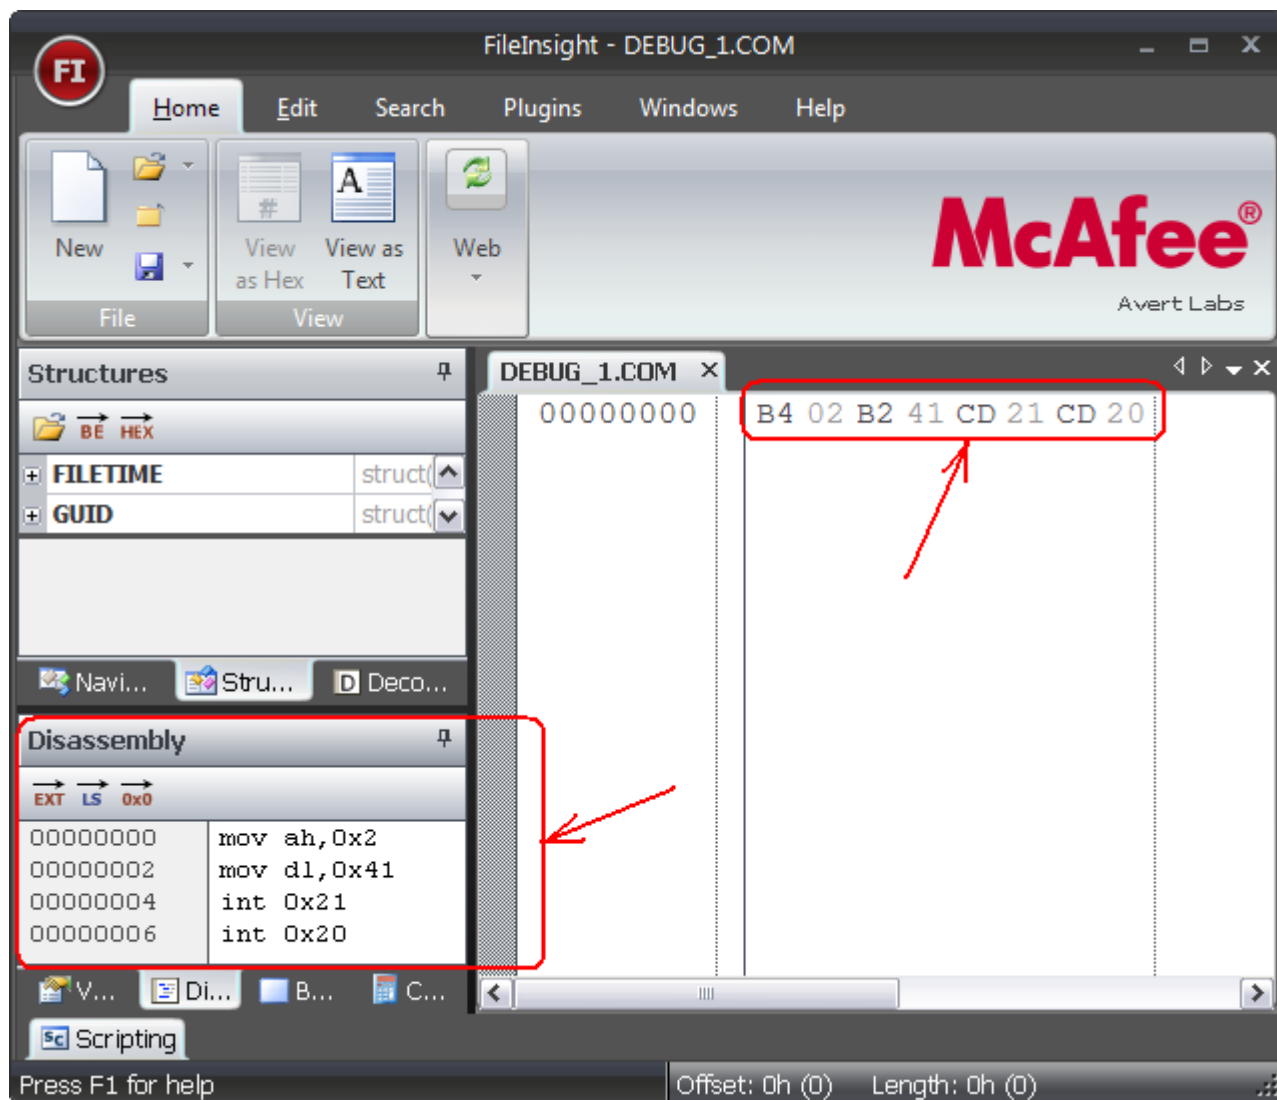 FileInsight - DEBUG_1.COM
FI
Home Edit Search Plugins Windows Help
New
View as Hex
View as Text
Web
File
View
McAfee®
Avert Labs
Structures
DEBUG_1.COM
BE HEX
00000000 B4 02 B2 41 CD 21 CD 20
FILETIME struct(
GUID struct(
Navi... Stru... D Deco...
Disassembly
EXT LS 0x0
00000000 mov ah,0x2
00000002 mov dl,0x41
00000004 int 0x21
00000006 int 0x20
V... Di... B... C...
Sc Scripting
Press F1 for help Offset: 0h (0) Length: 0h (0)